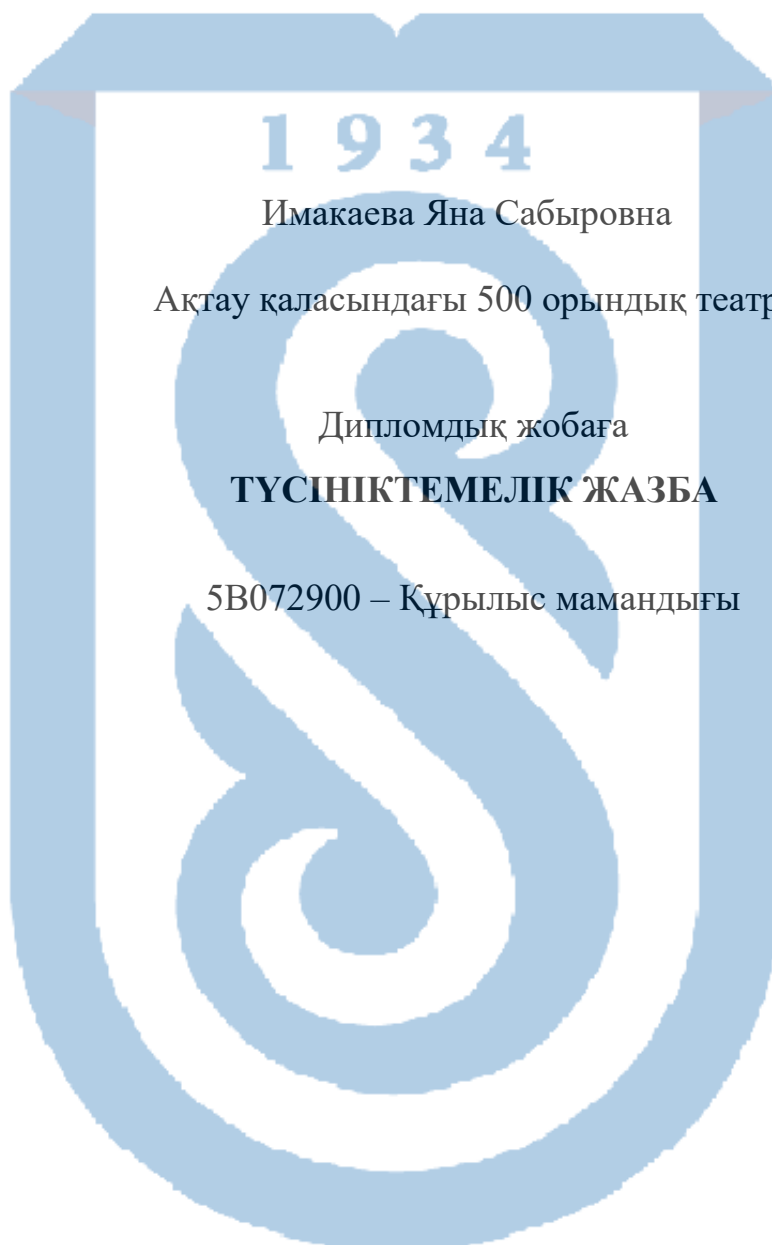 1934
Имакаева Яна Сабыровна
Ақтау қаласындағы 500 орындық театр
Дипломдық жобаға
ТҮСІНІКТЕМЕЛІК ЖАЗБА
5В072900 – Құрылыс мамандығы